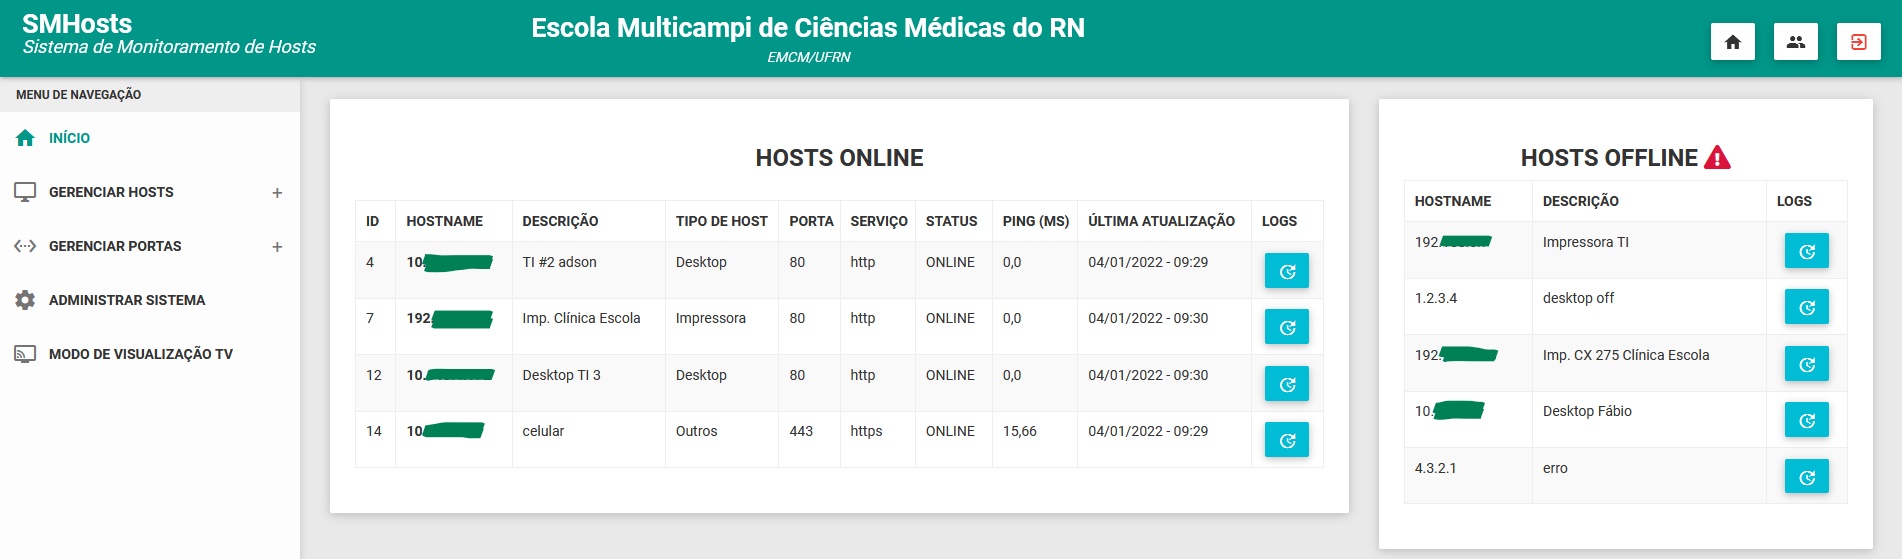 SMHosts
Sistema de Monitoramento de Hosts
Escola Multicampi de Ciências Médicas do RN
EMCM/UFRN
MENU DE NAVEGAÇÃO
INÍCIO
GERENCIAR HOSTS +
GERENCIAR PORTAS +
ADMINISTRAR SISTEMA
MODO DE VISUALIZAÇÃO TV
HOSTS ONLINE
ID HOSTNAME DESCRIÇÃO TIPO DE HOST PORTA SERVIÇO STATUS PING (MS) ÚLTIMA ATUALIZAÇÃO LOGS
4 10. TI #2 adson Desktop 80 http ONLINE 0,0 04/01/2022 - 09:29
7 192. Imp. Clínica Escola Impressora 80 http ONLINE 0,0 04/01/2022 - 09:30
12 10. Desktop TI 3 Desktop 80 http ONLINE 0,0 04/01/2022 - 09:30
14 10 celular Outros 443 https ONLINE 15,66 04/01/2022 - 09:29
HOSTS OFFLINE
HOSTNAME DESCRIÇÃO LOGS
192. Impressora TI
1.2.3.4 desktop off
192. Imp. CX 275 Clínica Escola
10. Desktop Fábio
4.3.2.1 erro